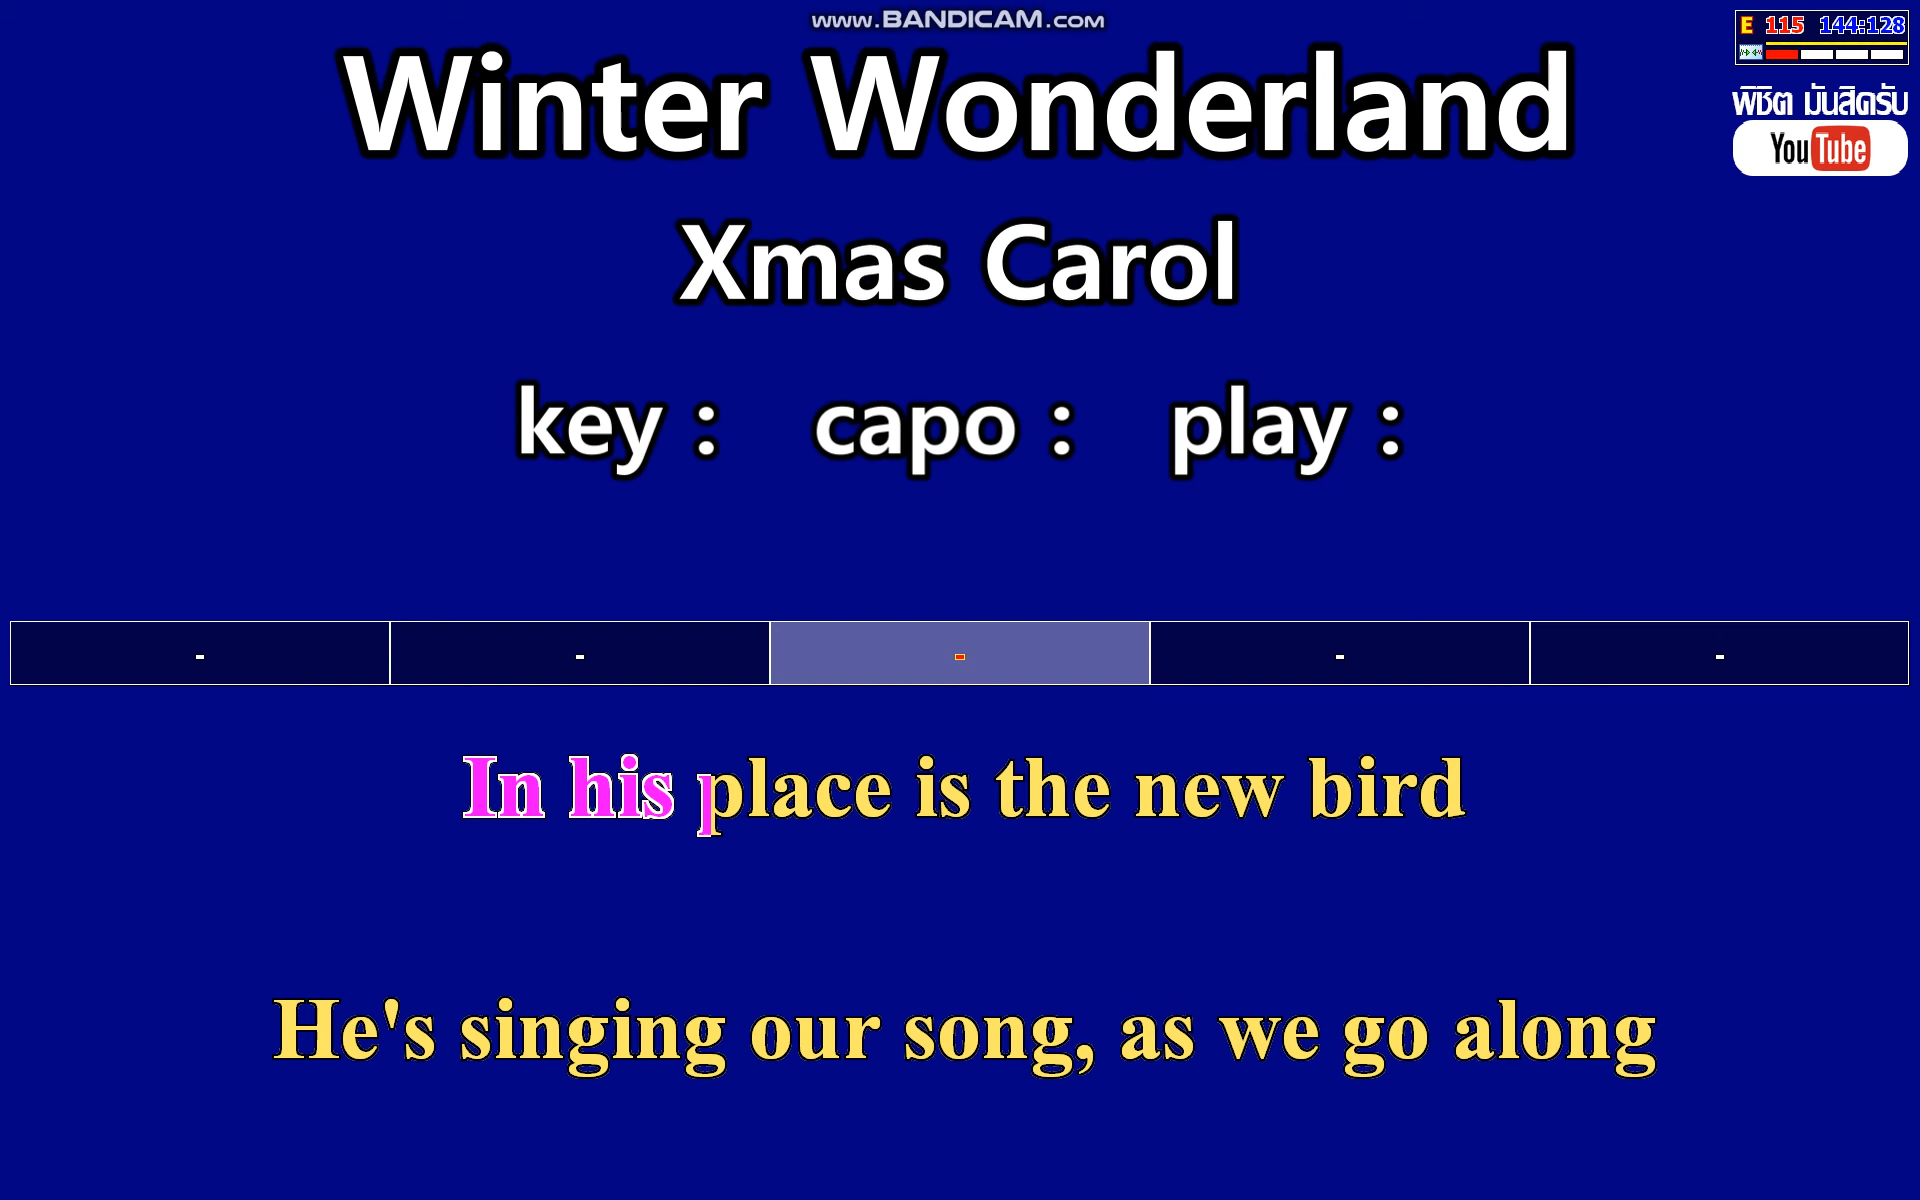 www.BANDICAM.com
E 115 144:128
Winter Wonderland
พิชิต มันสิครับ
YouTube
Xmas Carol
key : capo : play :
- - - - -
In his place is the new bird
He's singing our song, as we go along